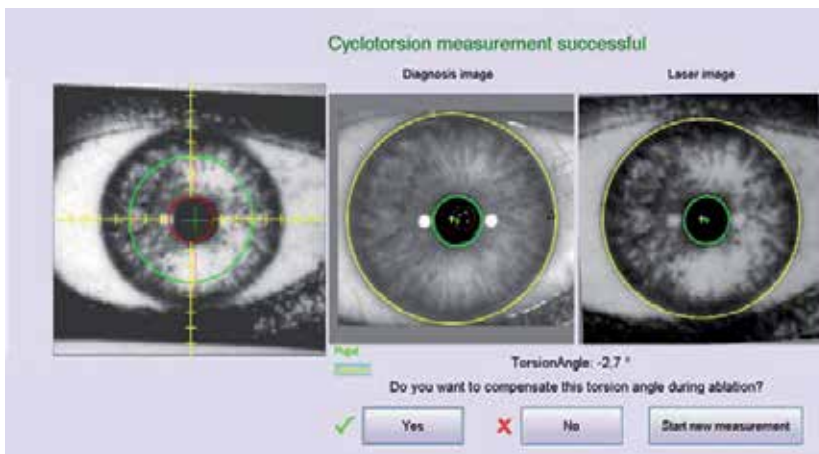 Cyclotorsion measurement successful
Diagnosis image
Laser image
Pupil
TorsionAngle: -2,7 °
Do you want to compensate this torsion angle during ablation?
Yes
No
Start new measurement